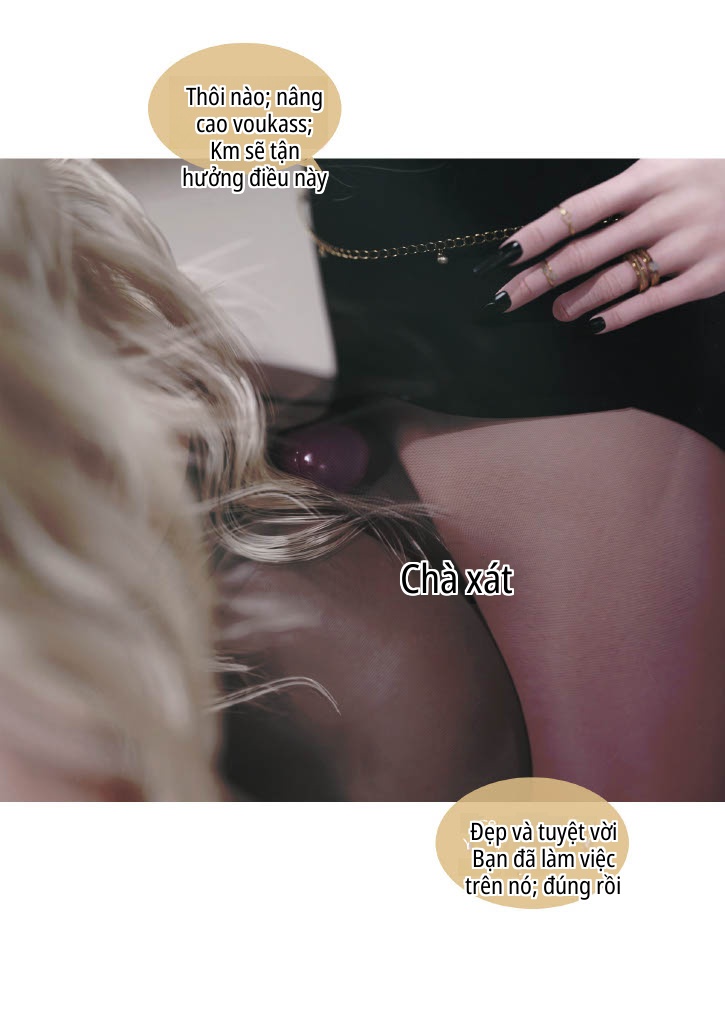 Thôi nào; nâng
cao voukass;
Km sẽ tận
hưởng điều này
Chà xát
Đẹp và tuyệt vời
Bạn đã làm việc
trên nó; đúng rồi